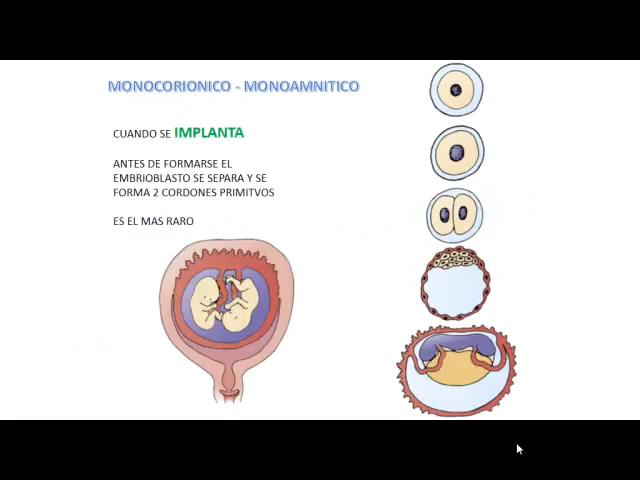 MONOCORIONICO - MONOAMNITICO
CUANDO SE IMPLANTA
ANTES DE FORMARSE EL
EMBRIOBLASTO SE SEPARA Y SE
FORMA 2 CORDONES PRIMITVOS
ES EL MAS RARO